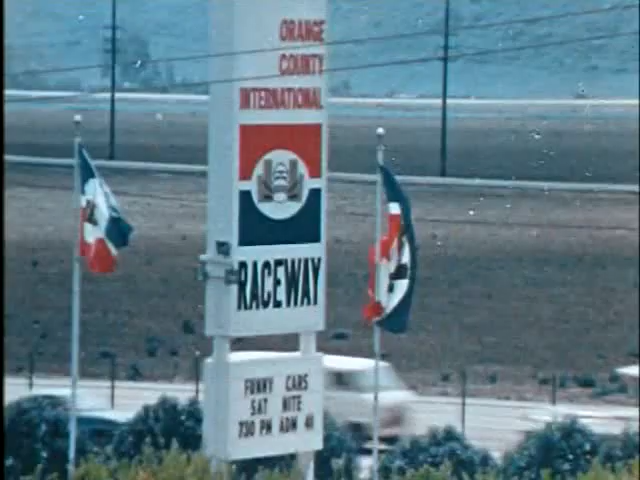 ORANGE
COUNTY
INTERNATIONAL
RACEWAY
FUNNY CARS
SAT NITE
730 PM ADM 4